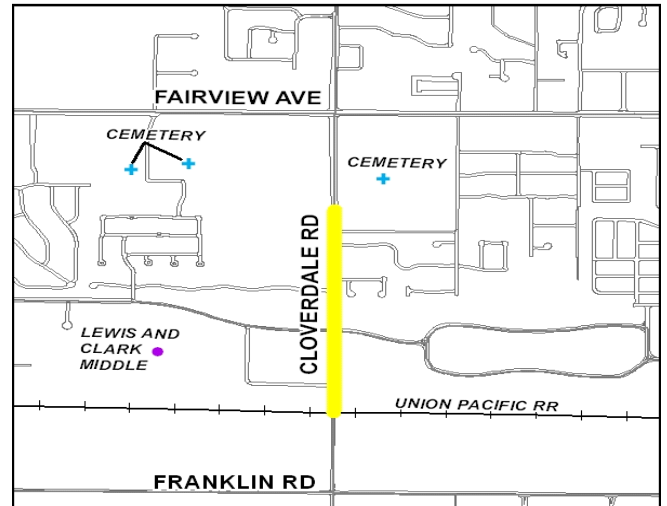 FAIRVIEW AVE
CEMETERY
CEMETERY
CLOVERDALE RD
LEWIS AND
CLARK
MIDDLE
UNION PACIFIC RR
FRANKLIN RD